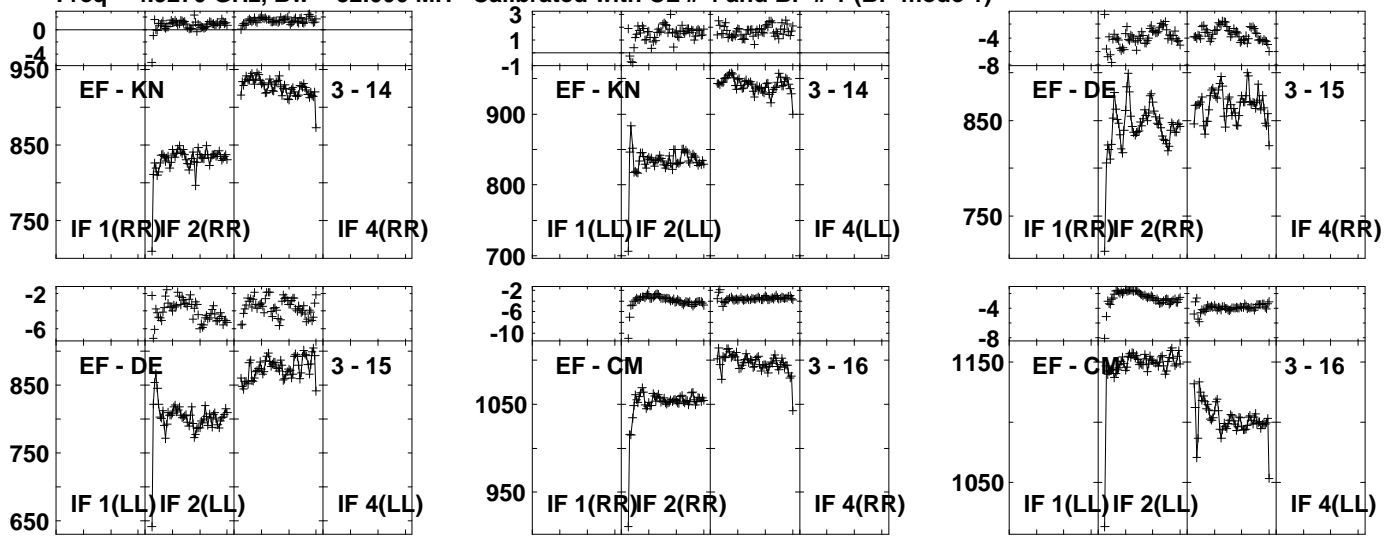 0
-4
950
850
750
EF - KN
3 - 14
IF 1(RR)
IF 2(RR)
IF 4(RR)
3
1
-1
900
800
700
EF - KN
3 - 14
IF 1(LL)
IF 2(LL)
IF 4(LL)
-4
-8
850
750
EF - DE
3 - 15
IF 1(RR)
IF 2(RR)
IF 4(RR)
-2
-6
850
750
650
EF - DE
3 - 15
IF 1(LL)
IF 2(LL)
IF 4(LL)
-2
-6
-10
1050
950
EF - CM
3 - 16
IF 1(RR)
IF 2(RR)
IF 4(RR)
-4
-8
1150
1050
EF - CM
3 - 16
IF 1(LL)
IF 2(LL)
IF 4(LL)